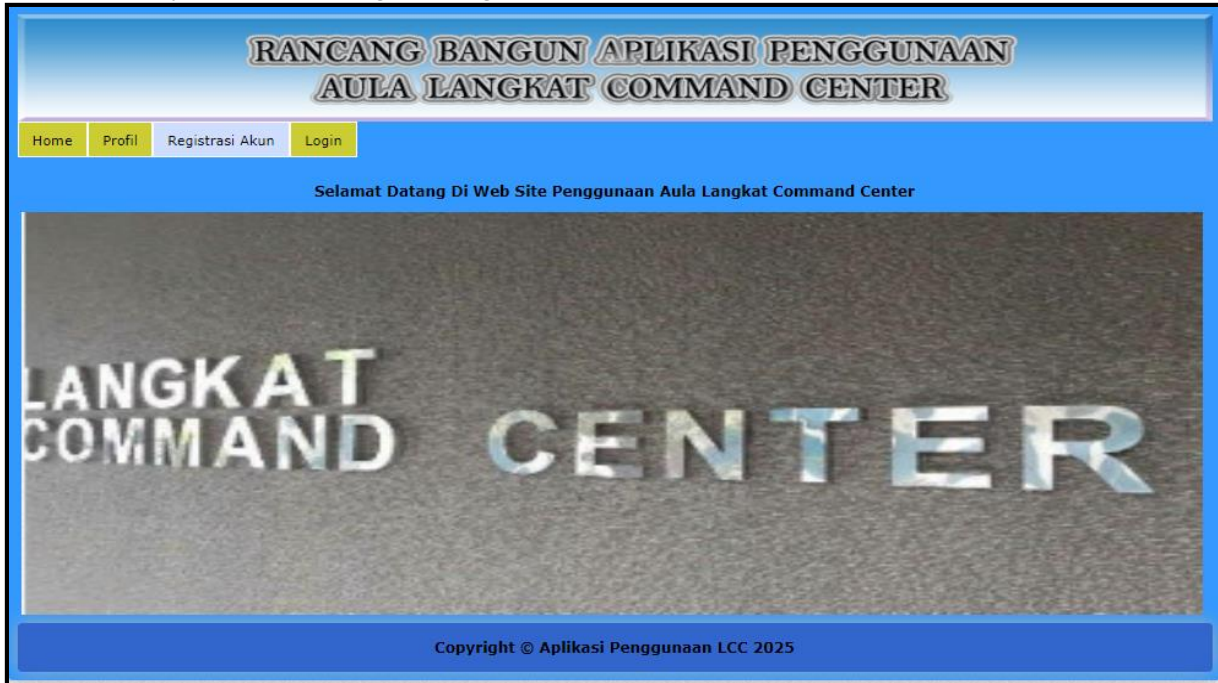 RANCANG BANGUN APLIKASI PENGGUNAAN
AULA LANGKAT COMMAND CENTER
Home Profil Registrasi Akun Login
Selamat Datang Di Web Site Penggunaan Aula Langkat Command Center
LANGKAT
COMMAND CENTER
Copyright © Aplikasi Penggunaan LCC 2025